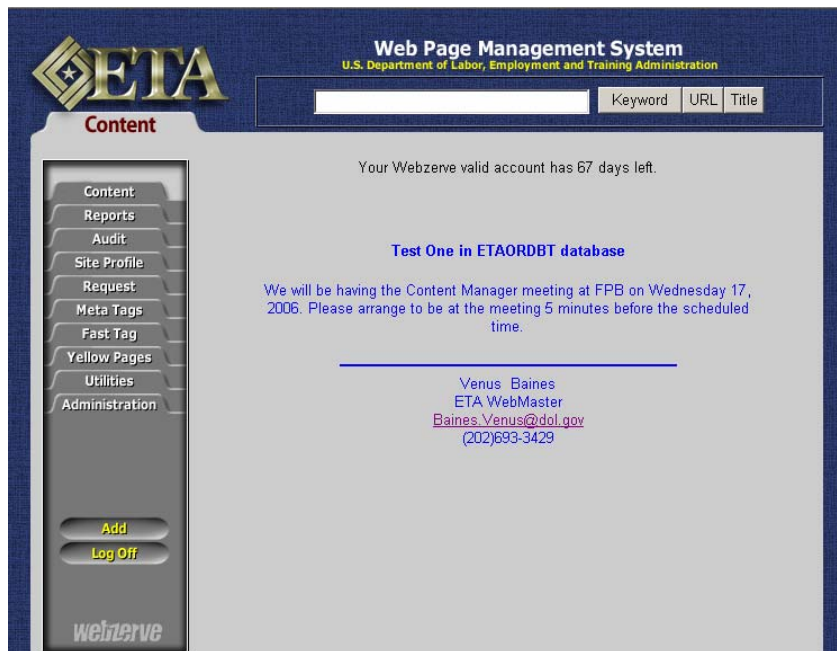 ETA
Web Page Management System
U.S. Department of Labor, Employment and Training Administration
Keyword URL Title
Content
Your Webzerve valid account has 67 days left.
Content
Reports
Audit
Site Profile
Request
Meta Tags
Fast Tag
Yellow Pages
Utilities
Administration
Add
Log Off
webzerve
Test One in ETAORDBT database
We will be having the Content Manager meeting at FPB on Wednesday 17,
2006. Please arrange to be at the meeting 5 minutes before the scheduled
time.
Venus Baines
ETA WebMaster
Baines.Venus@dol.gov
(202)693-3429